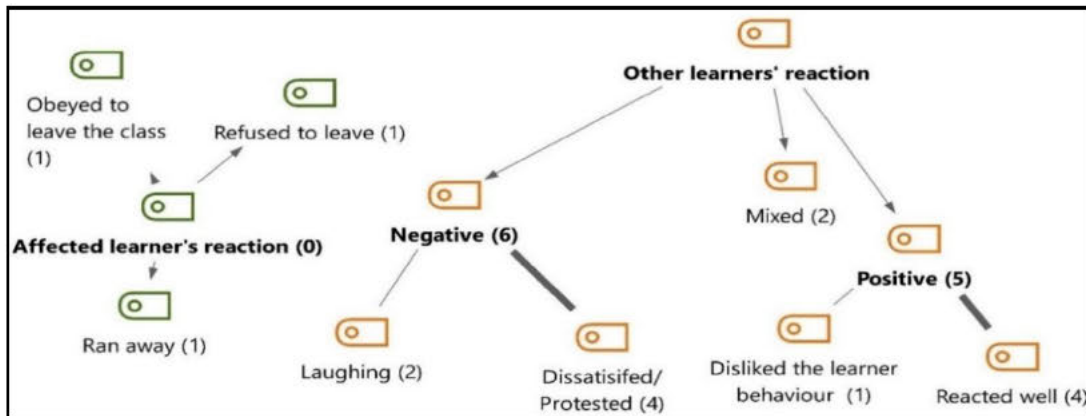 Other learners' reaction
Obeyed to
leave the class
(1)
Refused to leave (1)
Affected learner's reaction (0)
Ran away (1)
Negative (6)
Mixed (2)
Positive (5)
Laughing (2)
Dissatisifed/
Protested (4)
Disliked the learner
behaviour (1)
Reacted well (4)